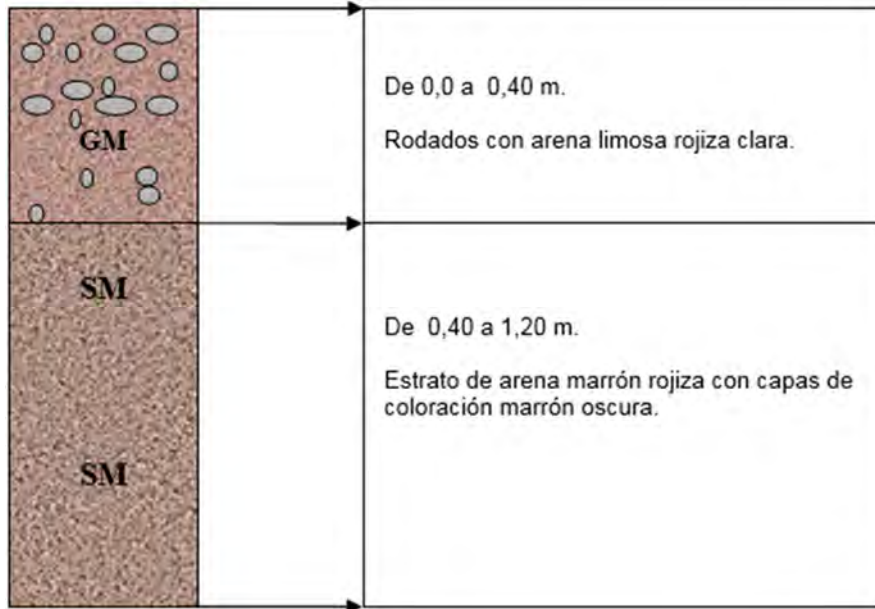 De 0,0 a 0,40 m.
Rodados con arena limosa rojiza clara.
GM
SM
De 0,40 a 1,20 m.
Estrato de arena marrón rojiza con capas de
coloración marrón oscura.
SM